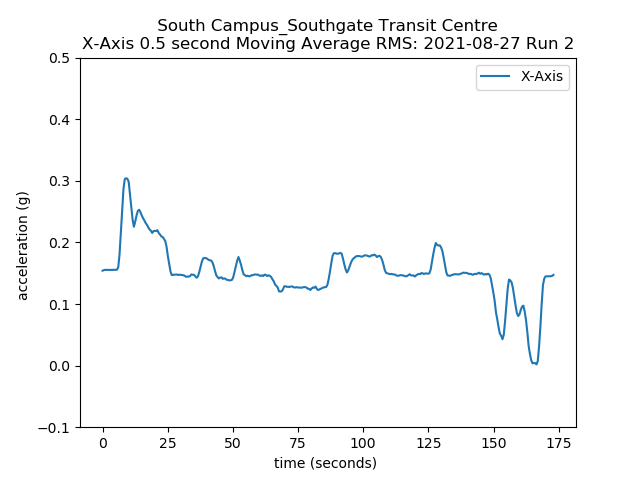 South Campus_Southgate Transit Centre
X-Axis 0.5 second Moving Average RMS: 2021-08-27 Run 2
X-Axis
0.5
0.4
0.3
0.2
0.1
0.0
−0.1
acceleration (g)
0 25 50 75 100 125 150 175
time (seconds)